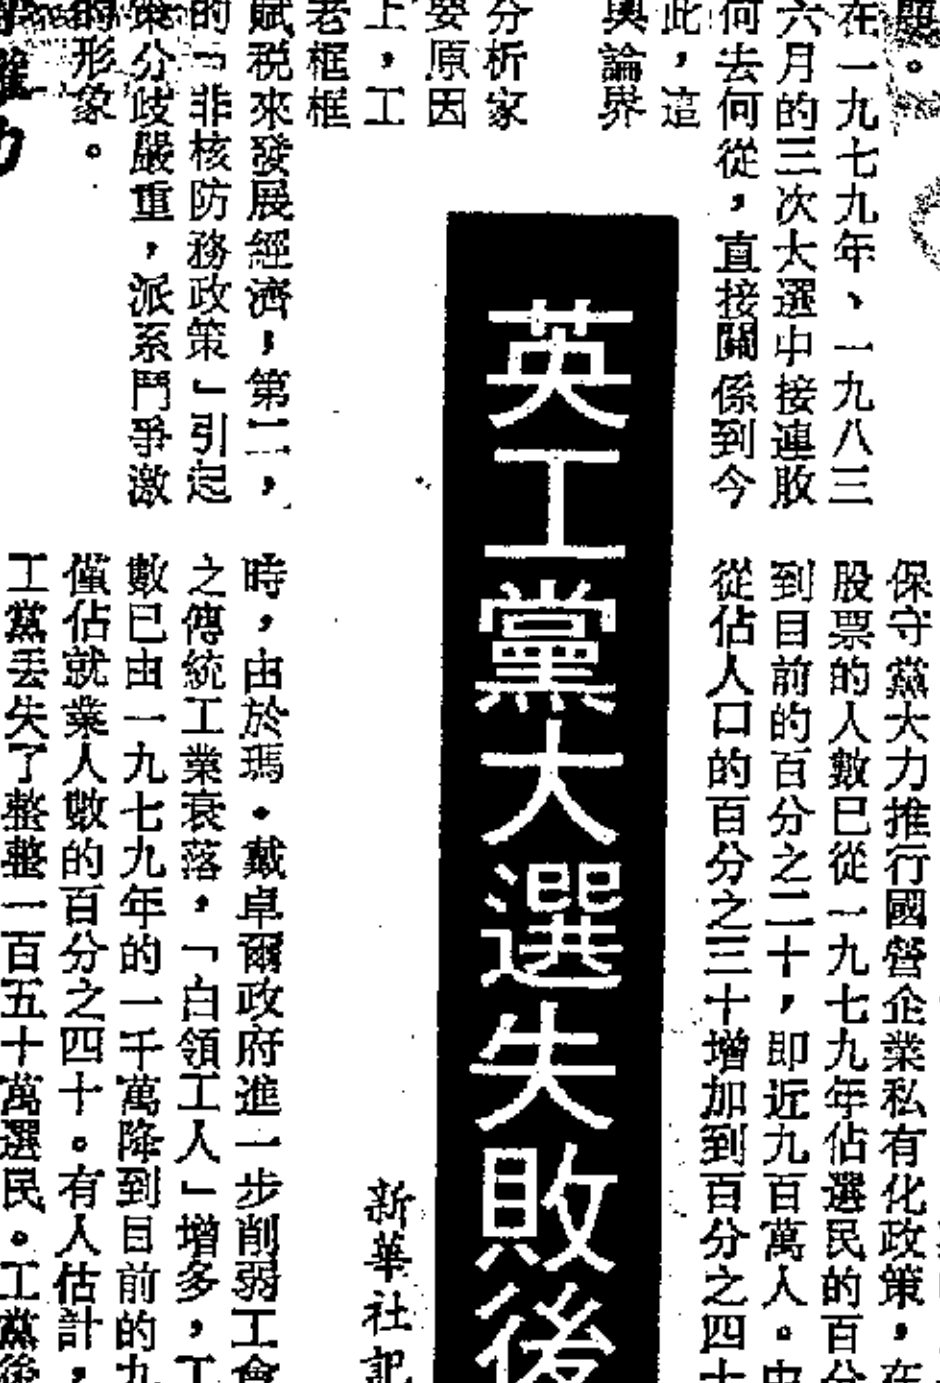 題。
在一九七九年、一九八三
六月的三次大選中接連敗
何去何從，直接關係到今
此，這
輿論界
保守黨大力推行國營企業私有化政策，在
股票的人數已從一九七九年佔選民的百分
到目前的百分之二十，即近九百萬人。中
從佔人口的百分之三十增加到百分之四十
英工黨大選失敗後
新華社記
分析家
要原因
上，工
老框框
賦税來發展經濟，第二，
的「非核防務政策」引起
策分歧嚴重，派系鬥爭激
的形象。
時，由於瑪·戴卓爾政府進一步削弱工會
之傳統工業衰落，「白領工人」增多，工
數已由一九七九年的一千萬降到目前的九
僅佔就業人數的百分之四十。有人估計，
工黨丟失了整整一百五十萬選民。工黨後